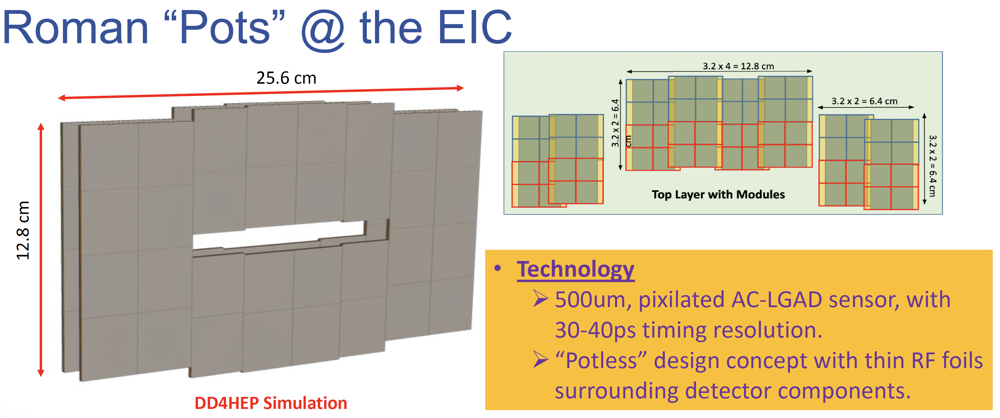 Roman “Pots” @ the EIC
25.6 cm
12.8 cm
DD4HEP Simulation
3.2 x 4 = 12.8 cm
3.2 x 2 = 6.4
cm
3.2 x 2 = 6.4 cm
3.2 x 2 = 6.4 cm
Top Layer with Modules
• Technology
➢ 500um, pixilated AC-LGAD sensor, with
30-40ps timing resolution.
➢ “Potless” design concept with thin RF foils
surrounding detector components.